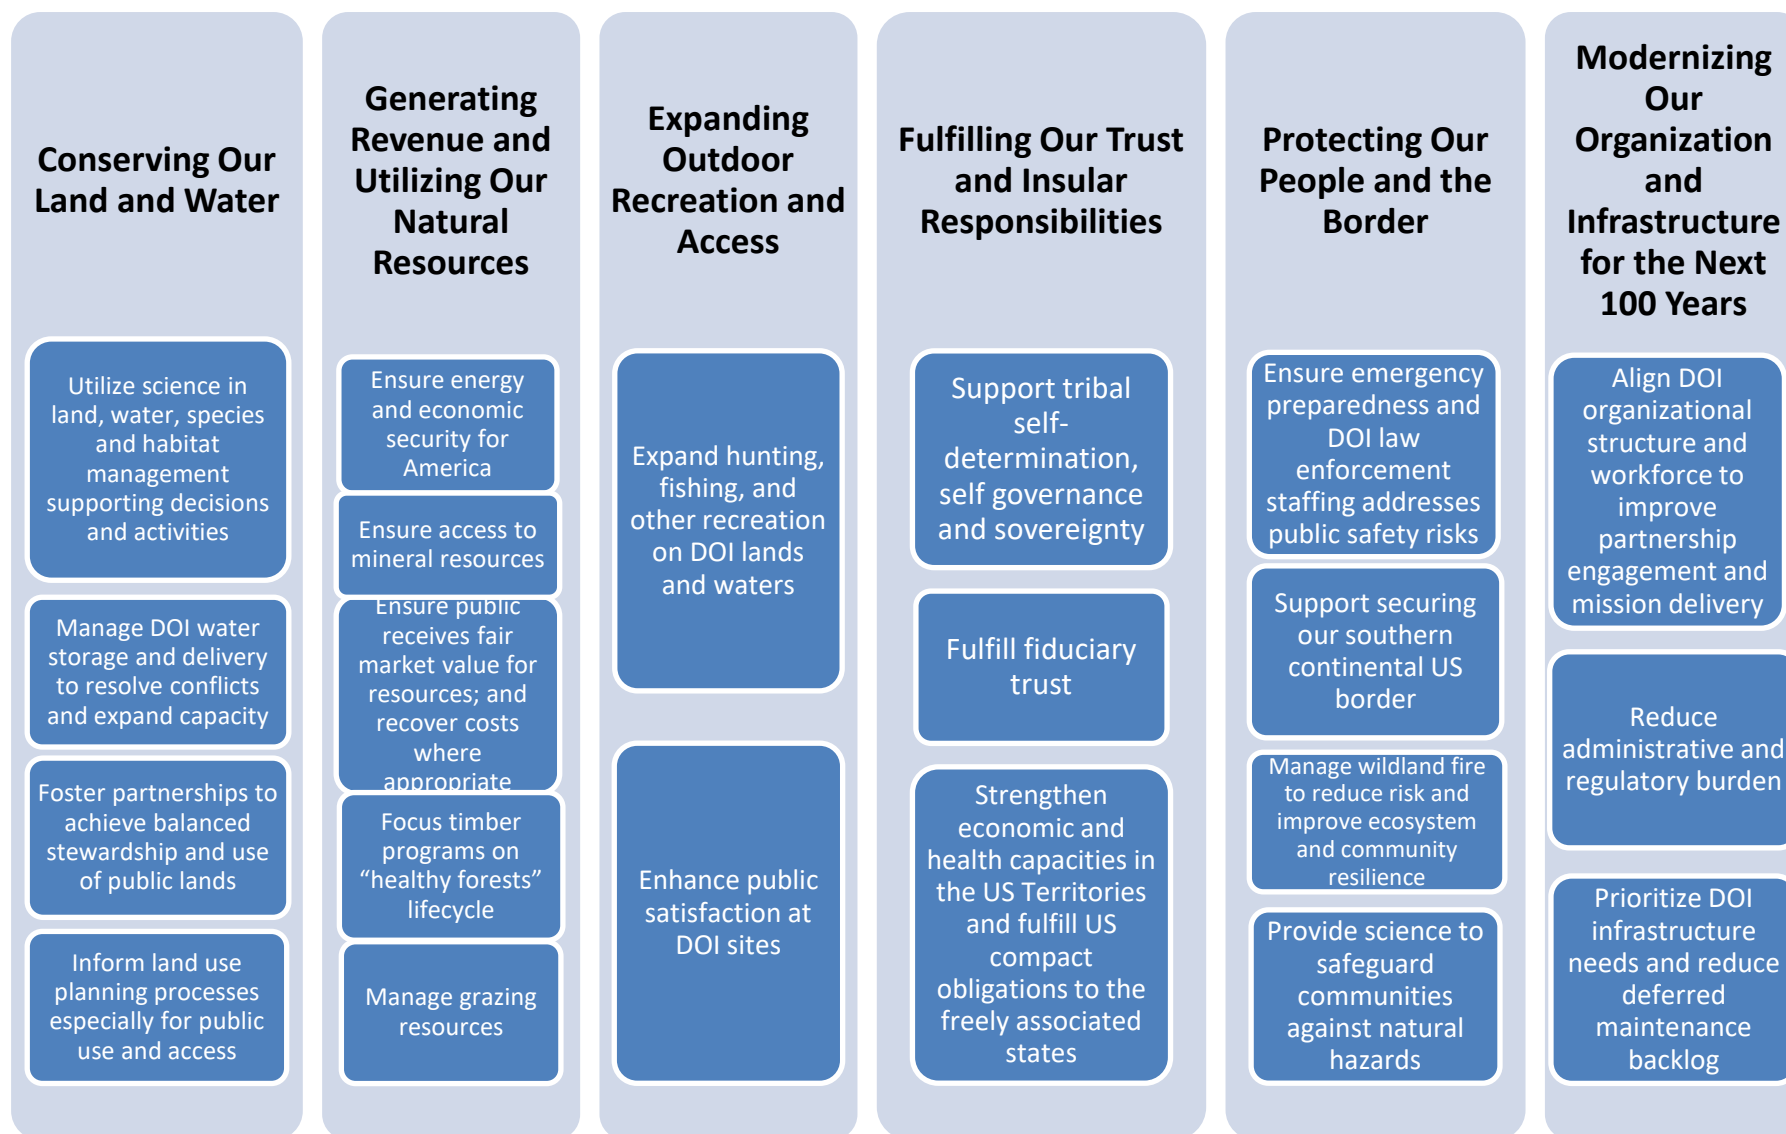 Conserving Our
Land and Water
Utilize science in
land, water, species
and habitat
management
supporting decisions
and activities
Manage DOI water
storage and delivery
to resolve conflicts
and expand capacity
Foster partnerships to
achieve balanced
stewardship and use
of public lands
Inform land use
planning processes
especially for public
use and access
Generating
Revenue and
Utilizing Our
Natural
Resources
Ensure energy
and economic
security for
America
Ensure access to
mineral resources
Ensure public
receives fair
market value for
resources; and
recover costs
where
appropriate
Focus timber
programs on
“healthy forests”
lifecycle
Manage grazing
resources
Expanding
Outdoor
Recreation and
Access
Expand hunting,
fishing, and
other recreation
on DOI lands
and waters
Enhance public
satisfaction at
DOI sites
Fulfilling Our Trust
and Insular
Responsibilities
Support tribal
self-
determination,
self governance
and sovereignty
Fulfill fiduciary
trust
Strengthen
economic and
health capacities in
the US Territories
and fulfill US
compact
obligations to the
freely associated
states
Protecting Our
People and the
Border
Ensure emergency
preparedness and
DOI law
enforcement
staffing addresses
public safety risks
Support securing
our southern
continental US
border
Manage wildland fire
to reduce risk and
improve ecosystem
and community
resilience
Provide science to
safeguard
communities
against natural
hazards
Modernizing
Our
Organization
and
Infrastructure
for the Next
100 Years
Align DOI
organizational
structure and
workforce to
improve
partnership
engagement and
mission delivery
Reduce
administrative and
regulatory burden
Prioritize DOI
infrastructure
needs and reduce
deferred
maintenance
backlog